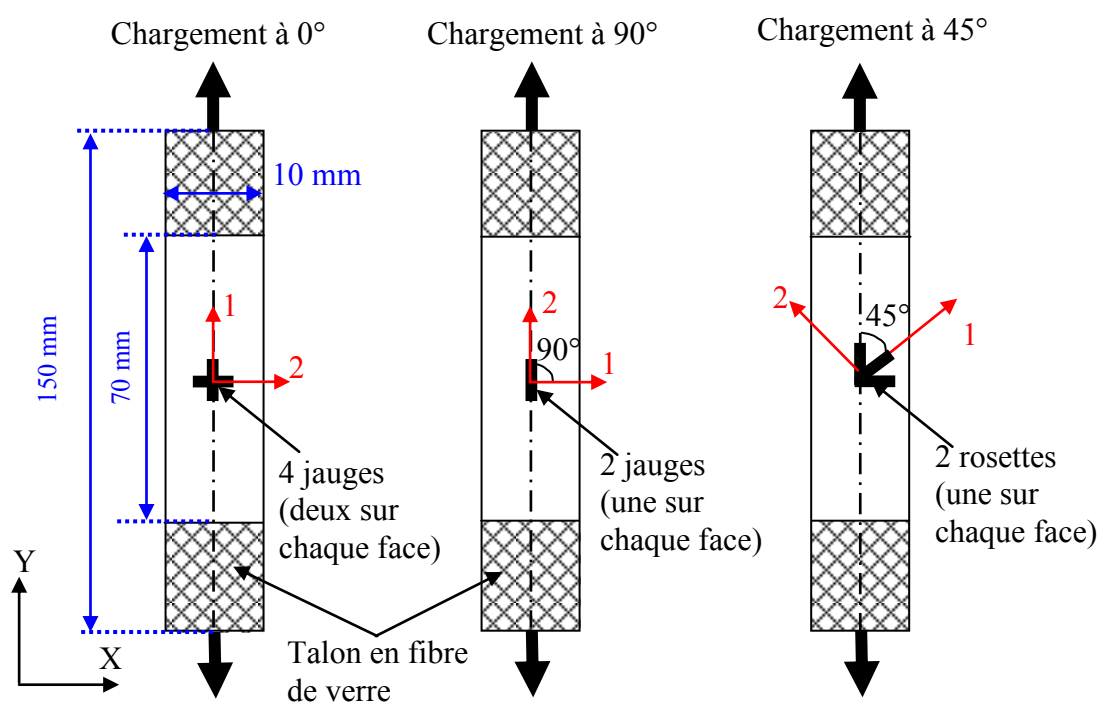 Chargement à 0°
Chargement à 90°
Chargement à 45°
10 mm
150 mm
70 mm
1
2
2
90°
1
2
45°
1
4 jauges
(deux sur
chaque face)
2 jauges
(une sur
chaque face)
2 rosettes
(une sur
chaque face)
Y
X
Talon en fibre
de verre